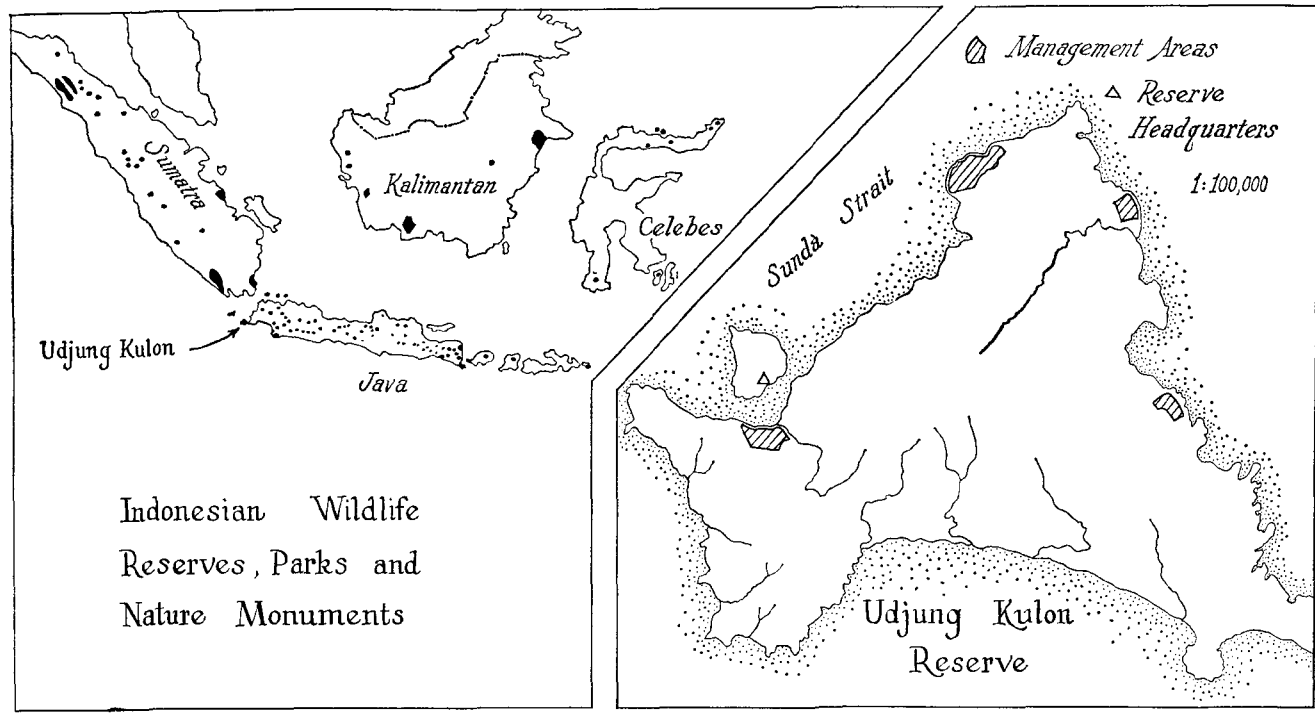 Sumatra
Kalimantan
Celebes
Udjung Kulon
Java
Indonesian Wildlife
Reserves, Parks and
Nature Monuments
Management Areas
Reserve
Headquarters
1:100,000
Sundà Strait
Udjung Kulon
Reserve